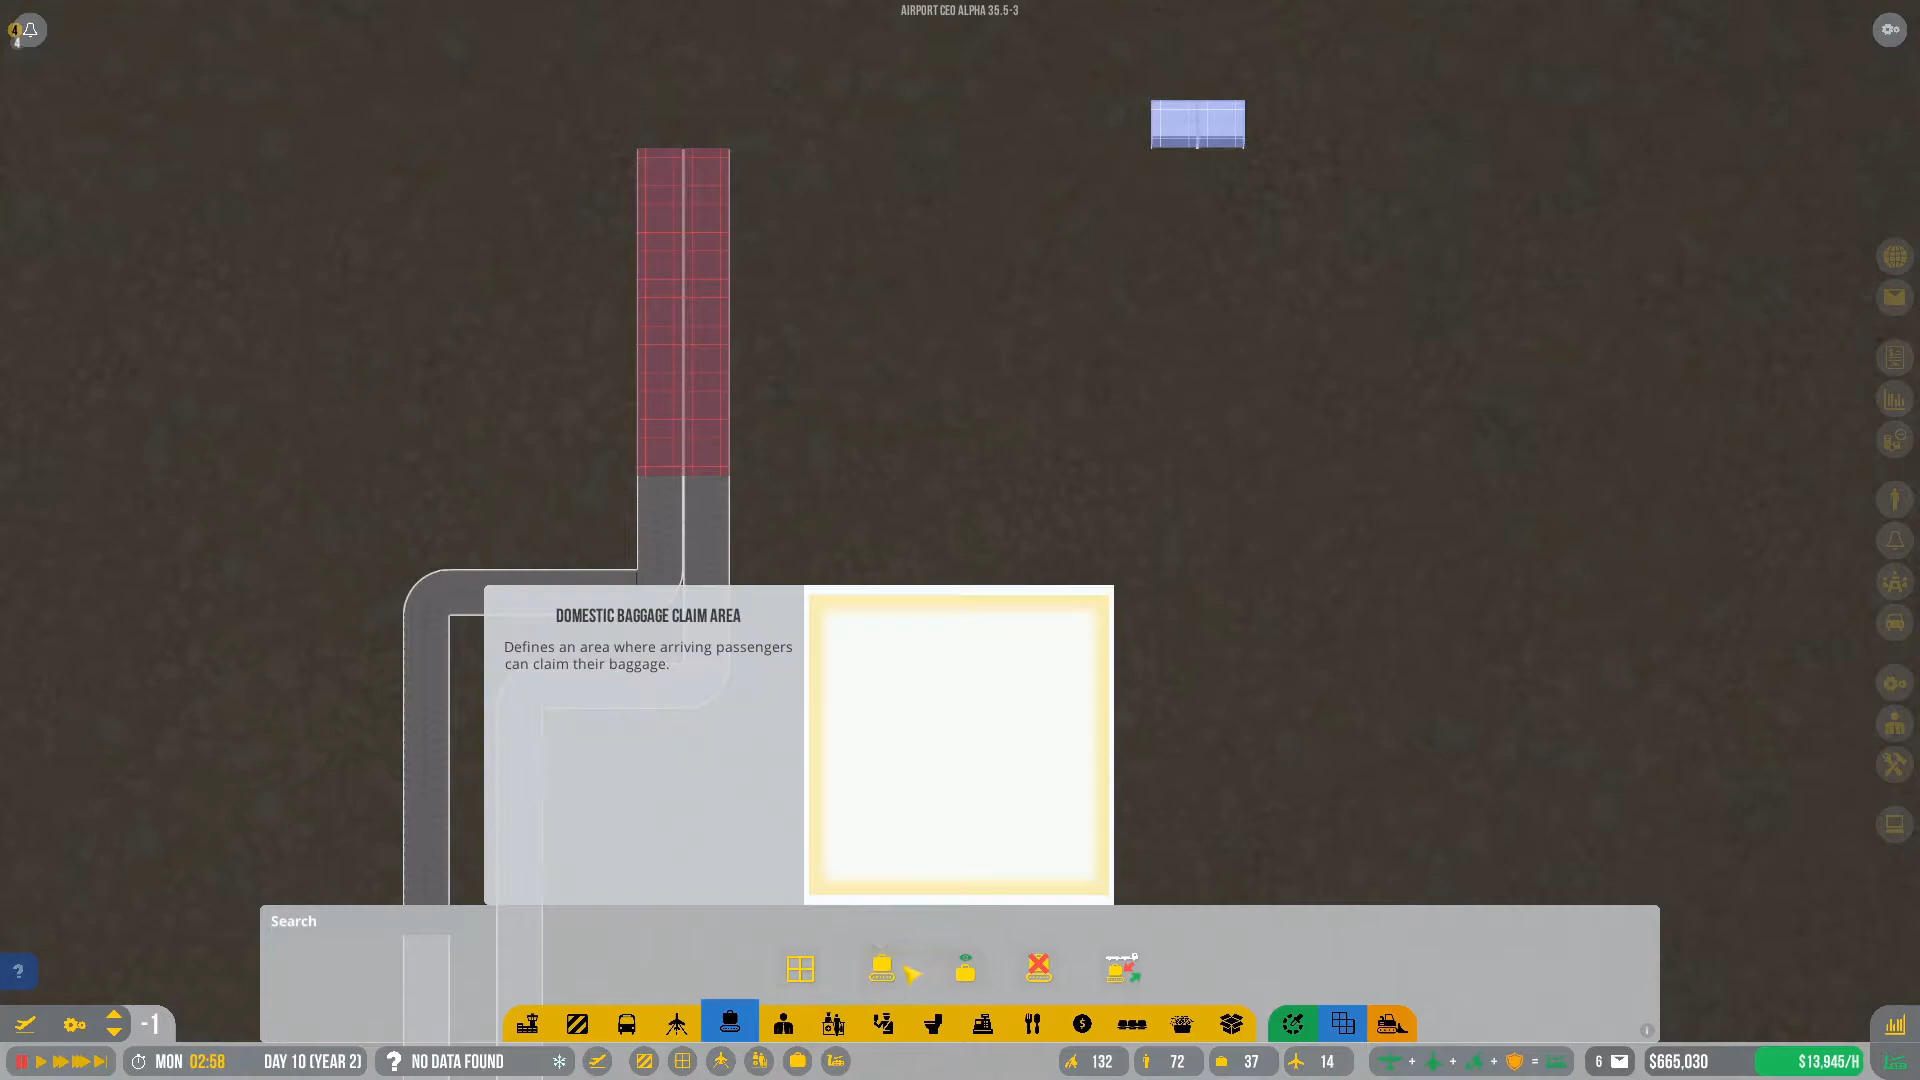 AIRPORT CEO ALPHA 35.5-3
4
4
DOMESTIC BAGGAGE CLAIM AREA
Defines an area where arriving passengers
can claim their baggage.
Search
?
-1
MON 02:58 DAY 10 (YEAR 2) ? NO DATA FOUND 132 72 37 14 + + + = 6 $665,030 $13,945/H